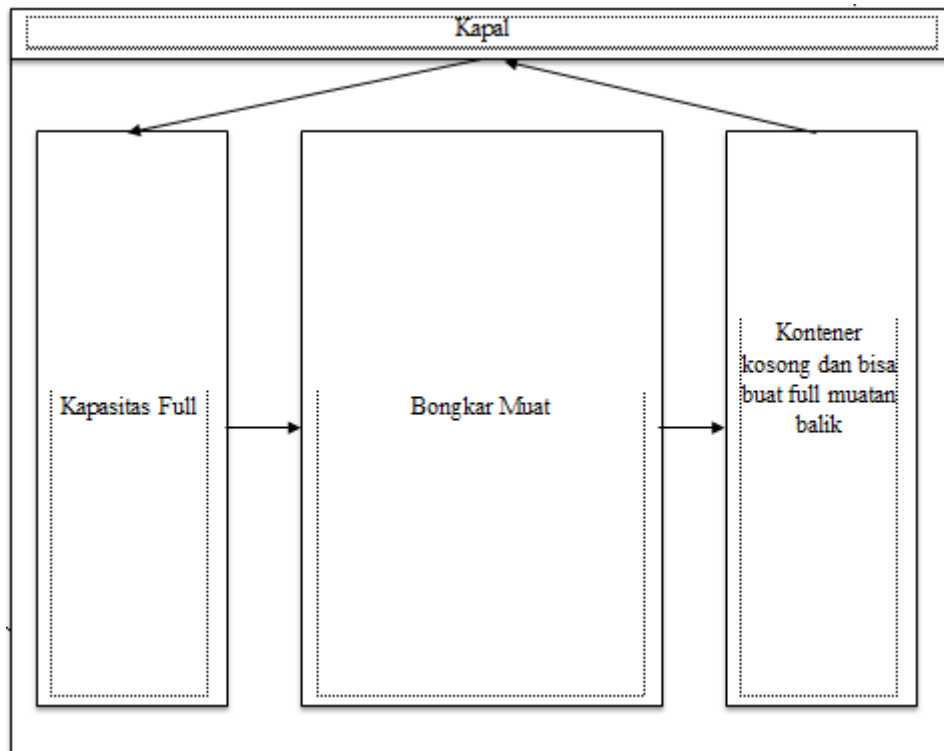 Kapal
Kapasitas Full
Bongkar Muat
Kontener
kosong dan bisa
buat full muatan
balik